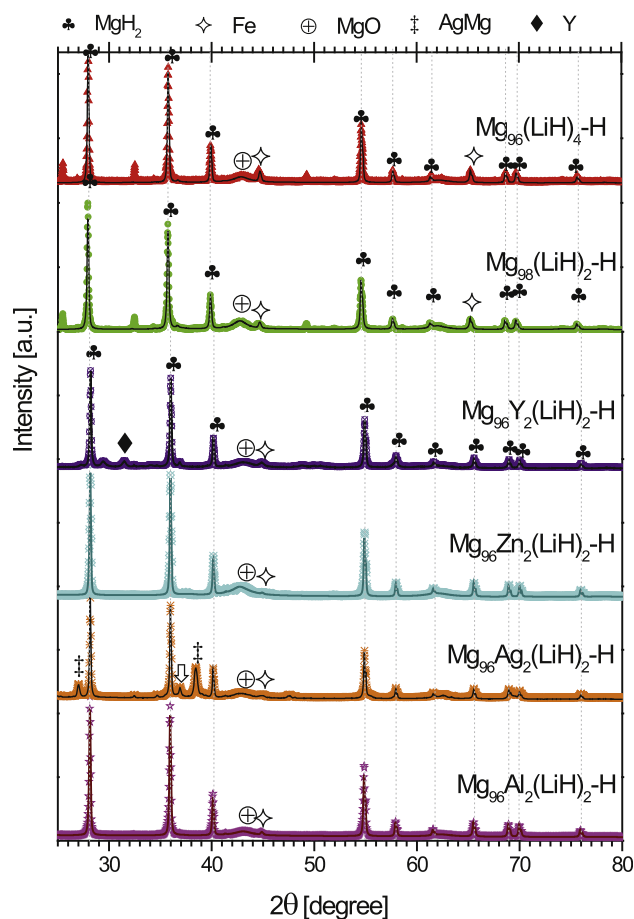 ♣ MgH₂ ✧ Fe ⊕ MgO ‡ AgMg ♦ Y
Mg₉₆(LiH)₄-H
Mg₉₈(LiH)₂-H
Mg₉₆Y₂(LiH)₂-H
Mg₉₆Zn₂(LiH)₂-H
Mg₉₆Ag₂(LiH)₂-H
Mg₉₆Al₂(LiH)₂-H
Intensity [a.u.]
30 40 50 60 70 80
2θ [degree]